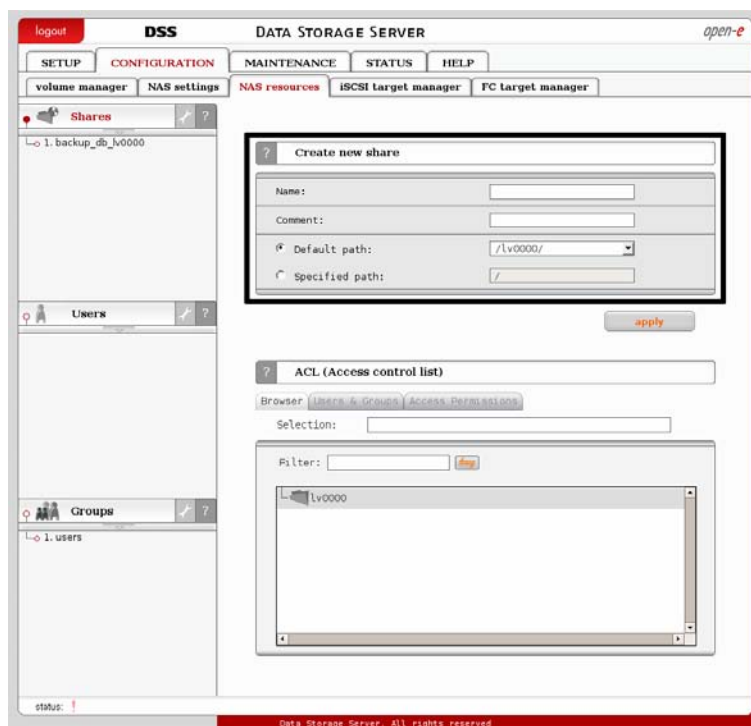 logout DSS DATA STORAGE SERVER open-e
SETUP CONFIGURATION MAINTENANCE STATUS HELP
volume manager NAS settings NAS resources iSCSI target manager FC target manager
Shares ?
1. backup_db_lv0000
Users ?
Groups ?
1. users
? Create new share
Name:
Comment:
Default path: /lv0000/
Specified path: /
apply
? ACL (Access control list)
Browser Users & Groups Access Permissions
Selection:
Filter:
lv0000
status: !
Data Storage Server. All rights reserved